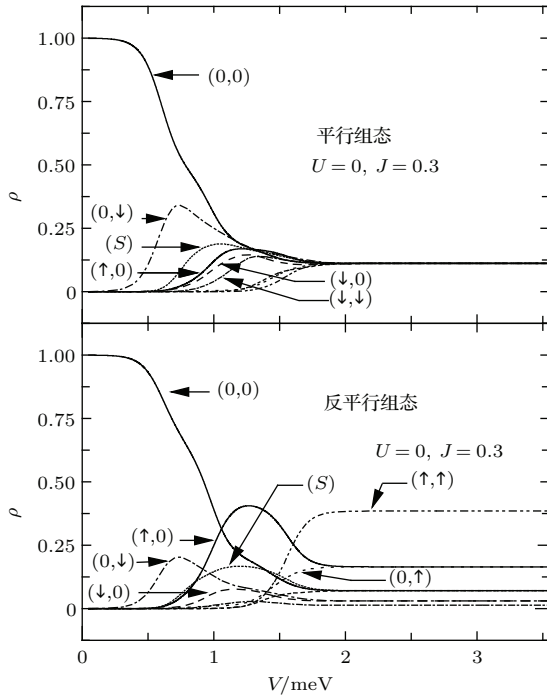 1.00
(0,0)
0.75
平行组态
U = 0, J = 0.3
ρ
0.50
(0,↓)
0.25
(S)
(↑,0)
(↓,0)
(↓,↓)
0
1.00
(0,0)
反平行组态
0.75
U = 0, J = 0.3
(↑,↑)
(S)
ρ
0.50
(↑,0)
0.25
(0,↓)
(0,↑)
(↓,0)
0
0 1 2 3
V/meV